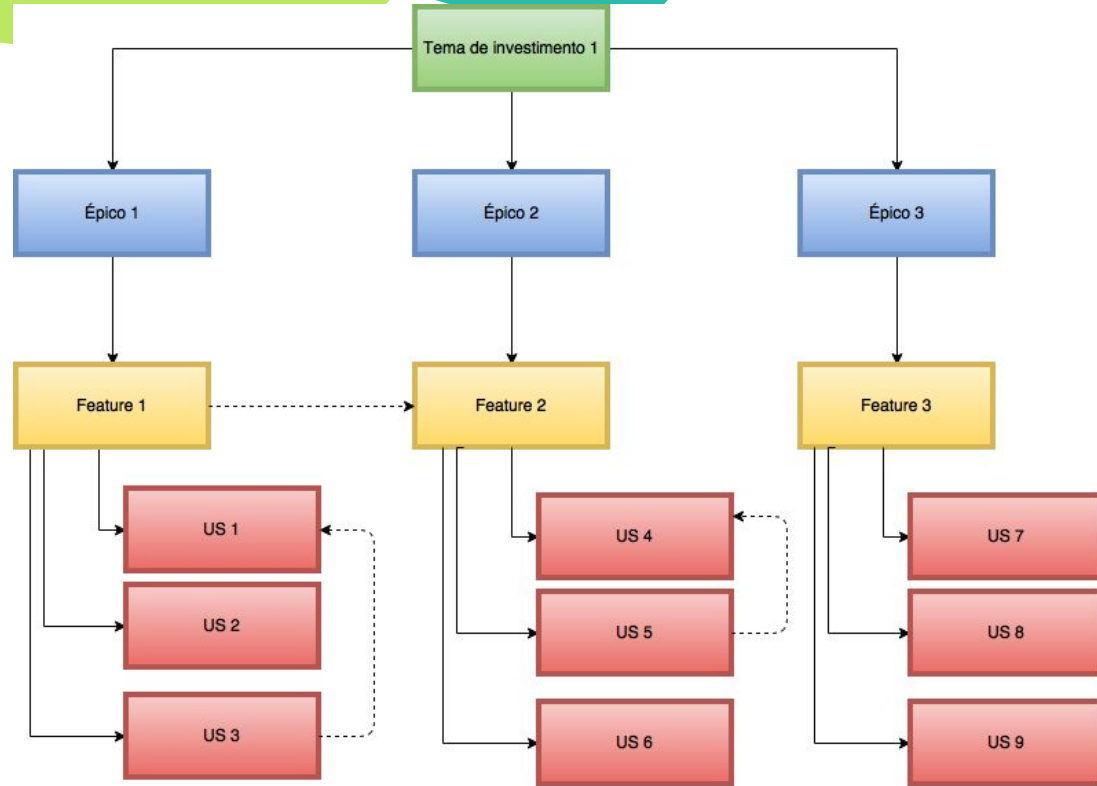 Tema de investimento 1
Épico 1
Épico 2
Épico 3
Feature 1
Feature 2
Feature 3
US 1
US 4
US 7
US 2
US 5
US 8
US 3
US 6
US 9